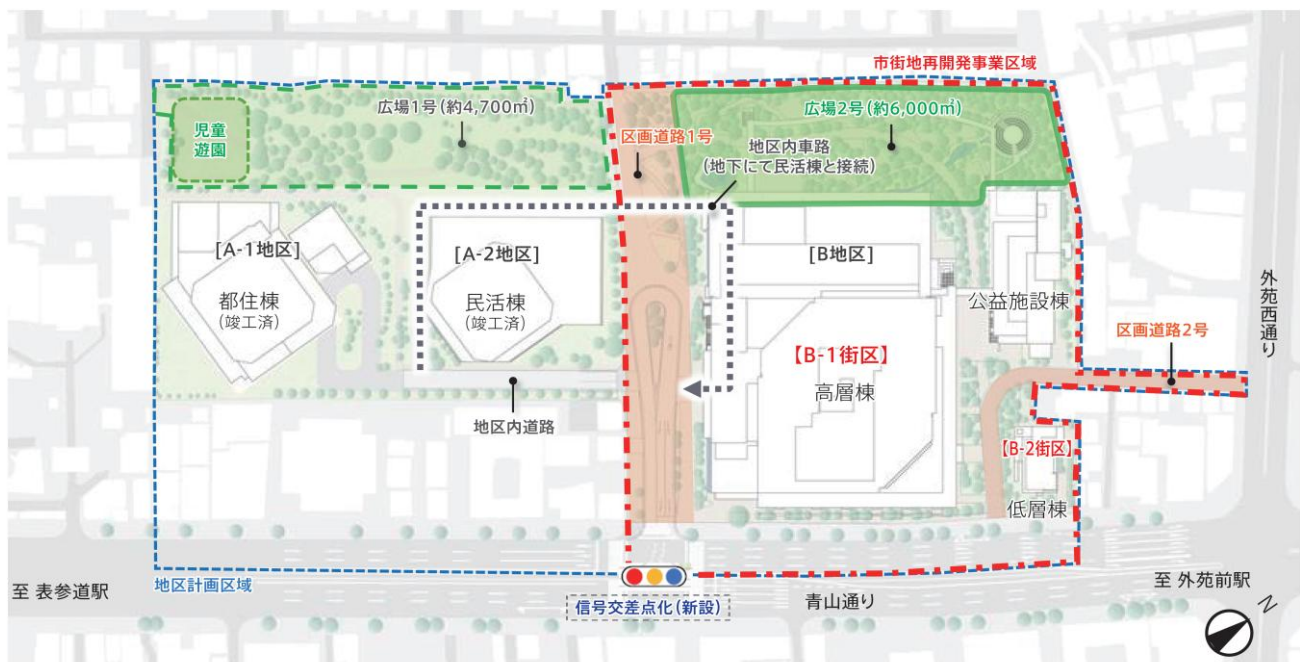 市街地再開発事業区域
広場1号(約4,700㎡)
広場2号(約6,000㎡)
児童
遊園
区画道路1号
地区内車路
(地下にて民活棟と接続)
[A-1地区]
[A-2地区]
[B地区]
都住棟
(竣工済)
民活棟
(竣工済)
公益施設棟
外苑西通り
区画道路2号
【B-1街区】
高層棟
地区内道路
【B-2街区】
低層棟
地区計画区域
至 表参道駅
信号交差点化(新設)
青山通り
至 外苑前駅
N